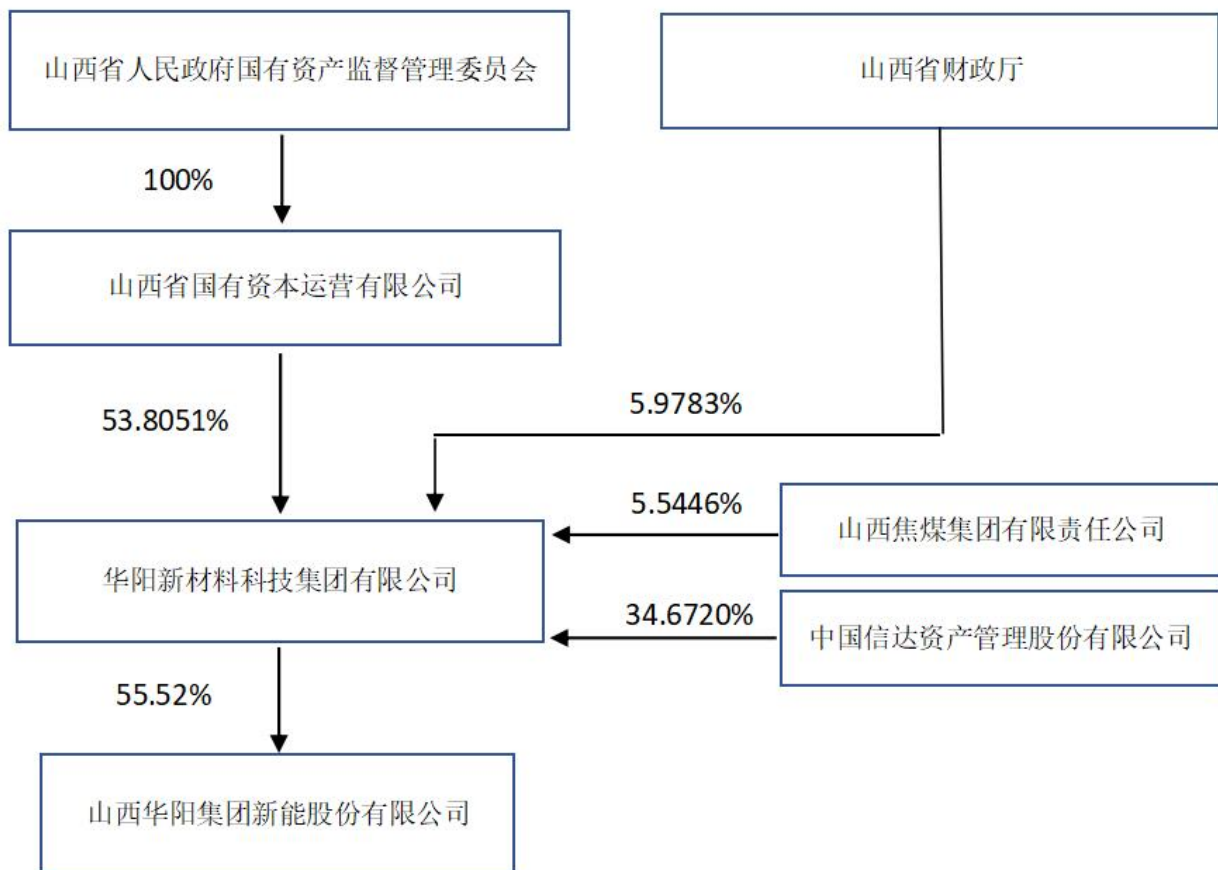 山西省人民政府国有资产监督管理委员会
山西省财政厅
100%
山西省国有资本运营有限公司
53.8051%
5.9783%
5.5446%
山西焦煤集团有限责任公司
华阳新材料科技集团有限公司
34.6720%
中国信达资产管理股份有限公司
55.52%
山西华阳集团新能股份有限公司